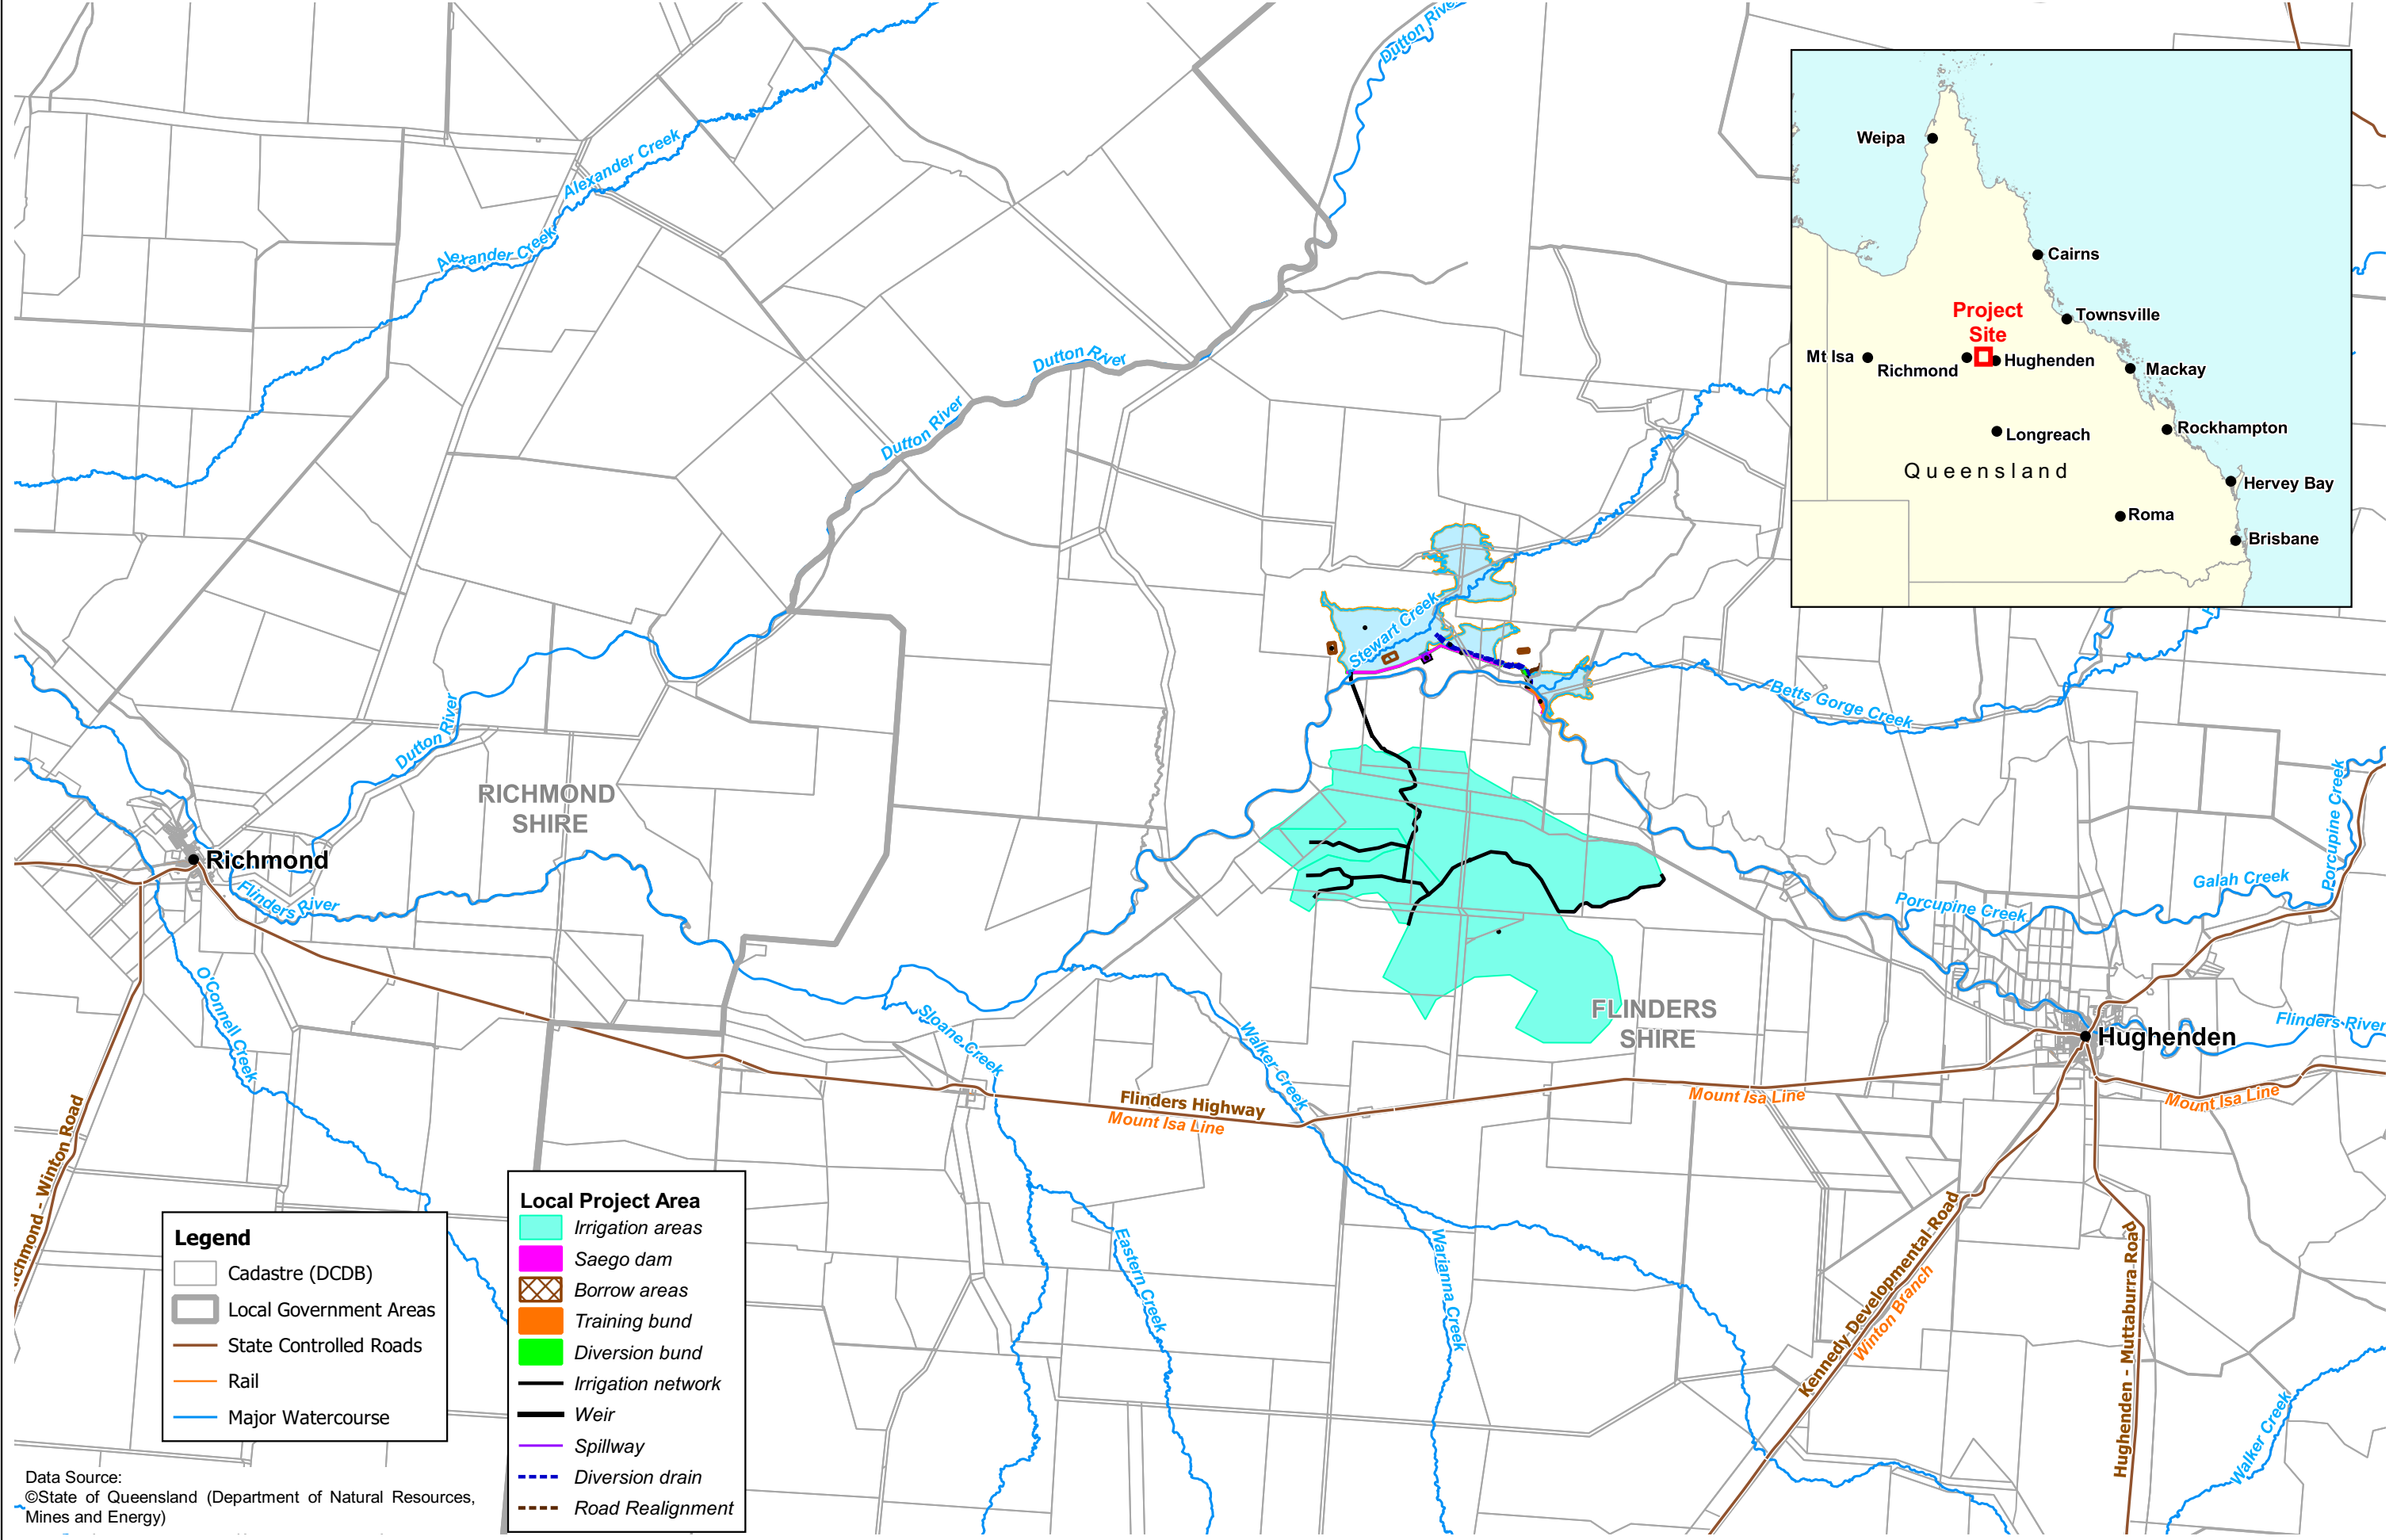 Dutton River
Alexander Creek
Alexander Creek
Dutton River
Dutton River
Dutton River
Weipa
Cairns
Townsville
Project
Site
Mt Isa
Richmond
Hughenden
Mackay
Longreach
Rockhampton
Queensland
Hervey Bay
Roma
Brisbane
Stewart Creek
Betts Gorge Creek
RICHMOND
SHIRE
Richmond
Flinders River
Porcupine Creek
Galah Creek
Porcupine Creek
O'Connell Creek
Sloane Creek
Walker Creek
FLINDERS
SHIRE
Hughenden
Flinders River
Flinders Highway
Mount Isa Line
Mount Isa Line
Mount Isa Line
Richmond - Winton Road
Eastern Creek
Warianna Creek
Kennedy Developmental Road
Winton Branch
Hughenden - Muttaburra Road
Walker Creek
Legend
Cadastre (DCDB)
Local Government Areas
State Controlled Roads
Rail
Major Watercourse
Local Project Area
Irrigation areas
Saego dam
Borrow areas
Training bund
Diversion bund
Irrigation network
Weir
Spillway
Diversion drain
Road Realignment
Data Source:
©State of Queensland (Department of Natural Resources,
Mines and Energy)